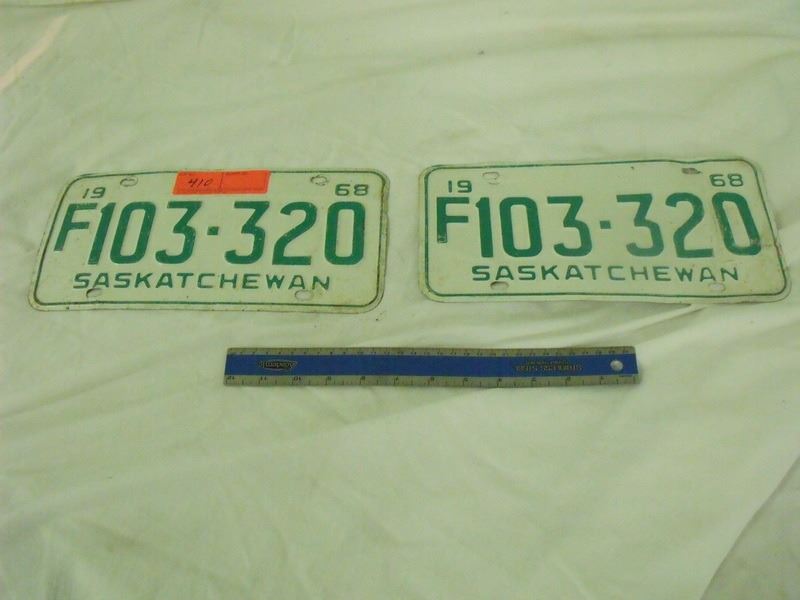 410
19 68
F103·320
SASKATCHEWAN
19 68
F103·320
SASKATCHEWAN